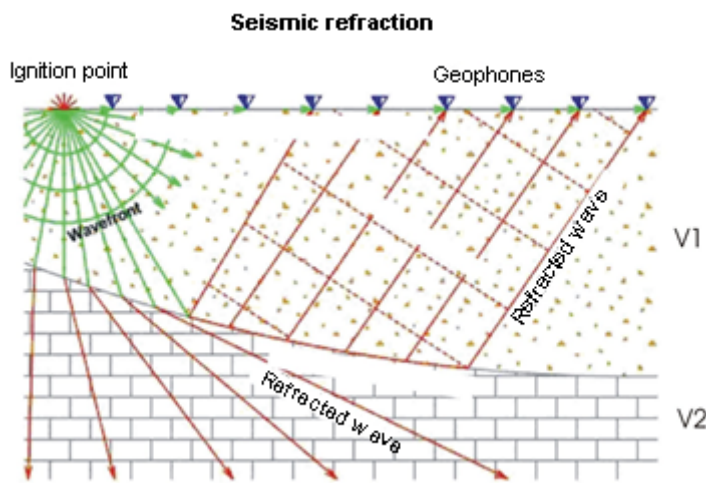 Seismic refraction
Ignition point
Geophones
Wavefront
Refracted wave
V1
Refracted wave
V2